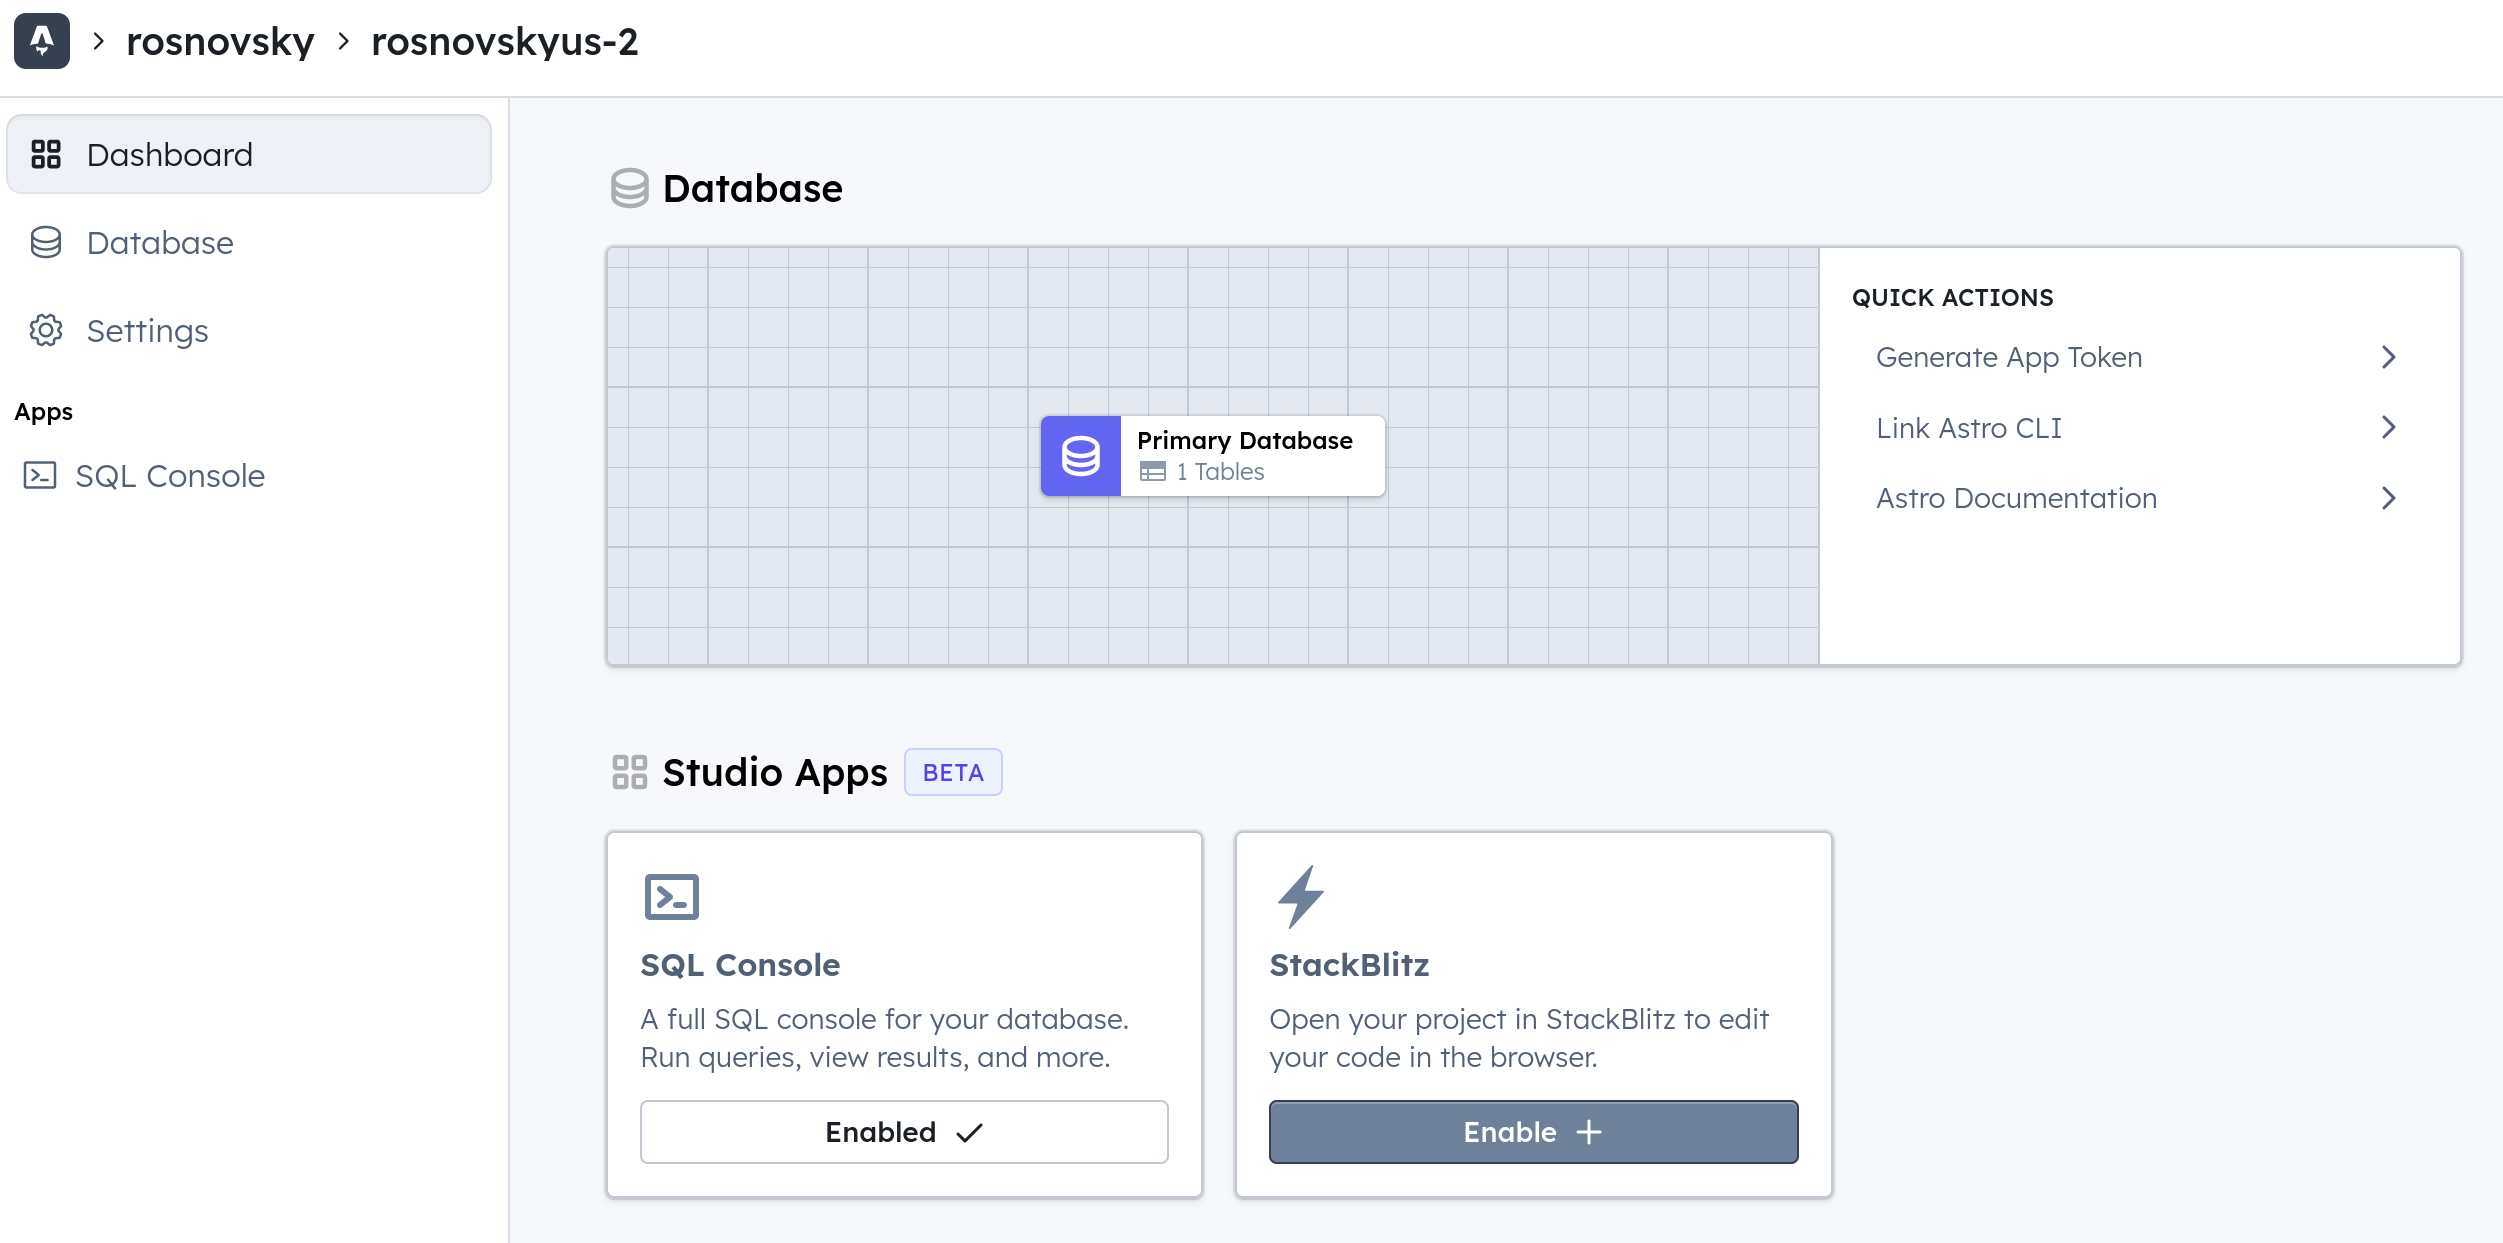 rosnovsky
rosnovskyus-2
Dashboard
Database
Settings
Apps
SQL Console
Database
Primary Database
1 Tables
QUICK ACTIONS
Generate App Token
Link Astro CLI
Astro Documentation
Studio Apps
BETA
SQL Console
A full SQL console for your database.
Run queries, view results, and more.
Enabled
StackBlitz
Open your project in StackBlitz to edit
your code in the browser.
Enable